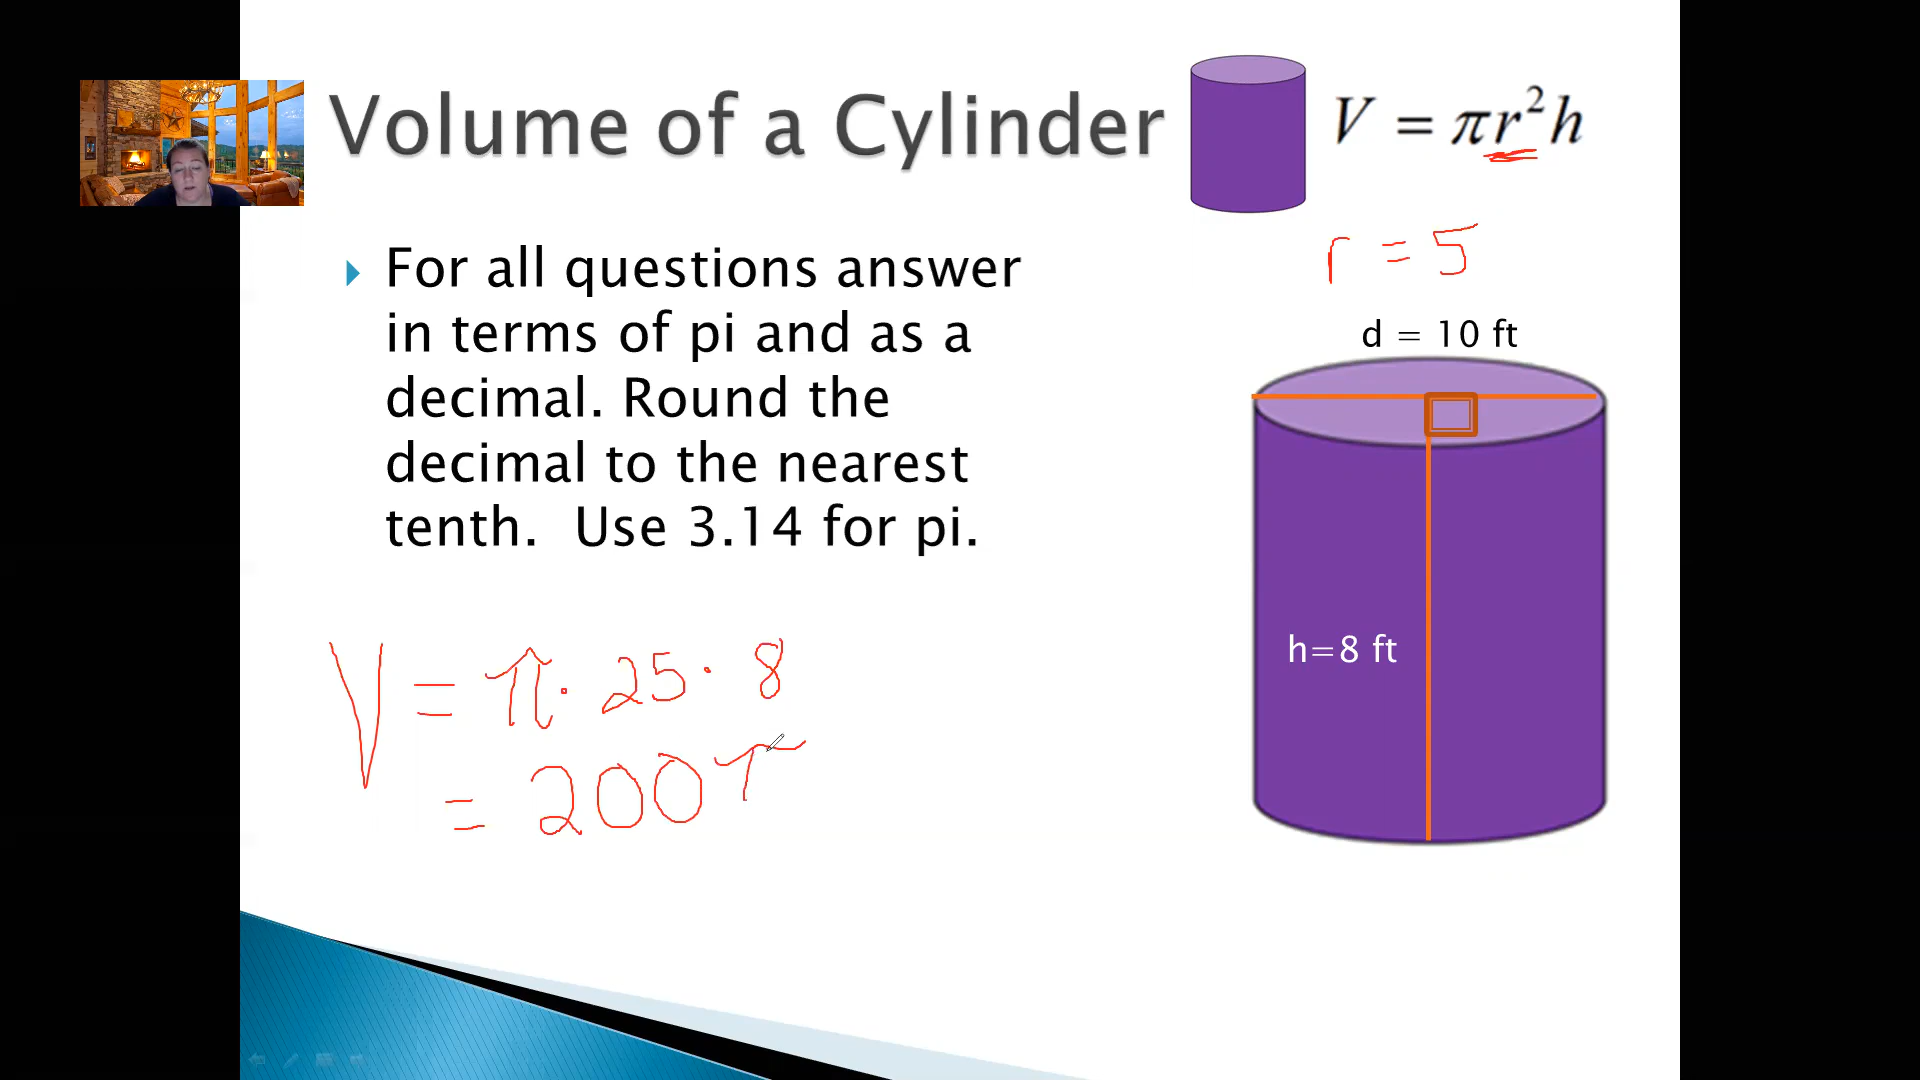 Volume of a Cylinder
V = πr²h
r = 5
For all questions answer
in terms of pi and as a
decimal. Round the
decimal to the nearest
tenth.  Use 3.14 for pi.
d = 10 ft
h=8 ft
V = π · 25 · 8
= 200π